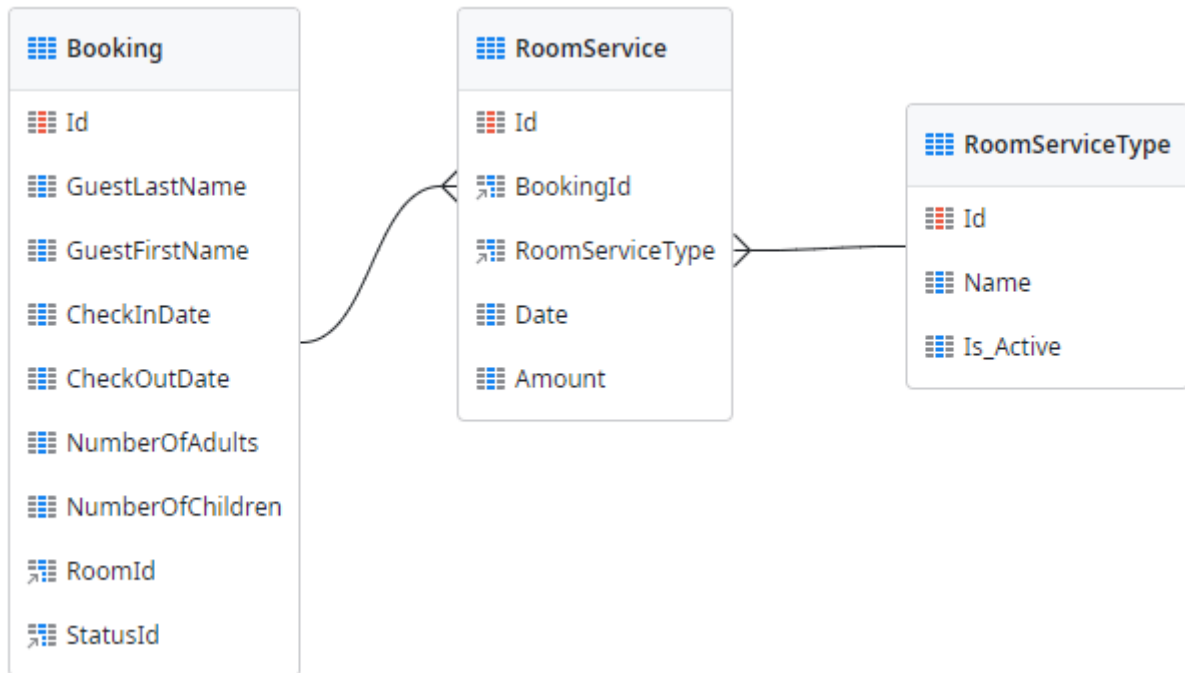 Booking
Id
GuestLastName
GuestFirstName
CheckInDate
CheckOutDate
NumberOfAdults
NumberOfChildren
RoomId
StatusId
RoomService
Id
BookingId
RoomServiceType
Date
Amount
RoomServiceType
Id
Name
Is_Active